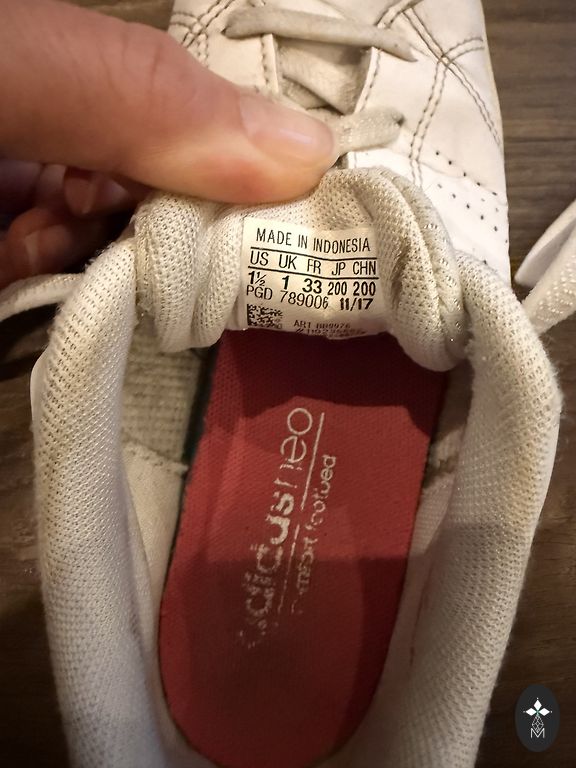 MADE IN INDONESIA
US UK FR JP CHN
1½ 1 33 200 200
PGD 789006 11/17
ART
adidas neo
comfort footbed